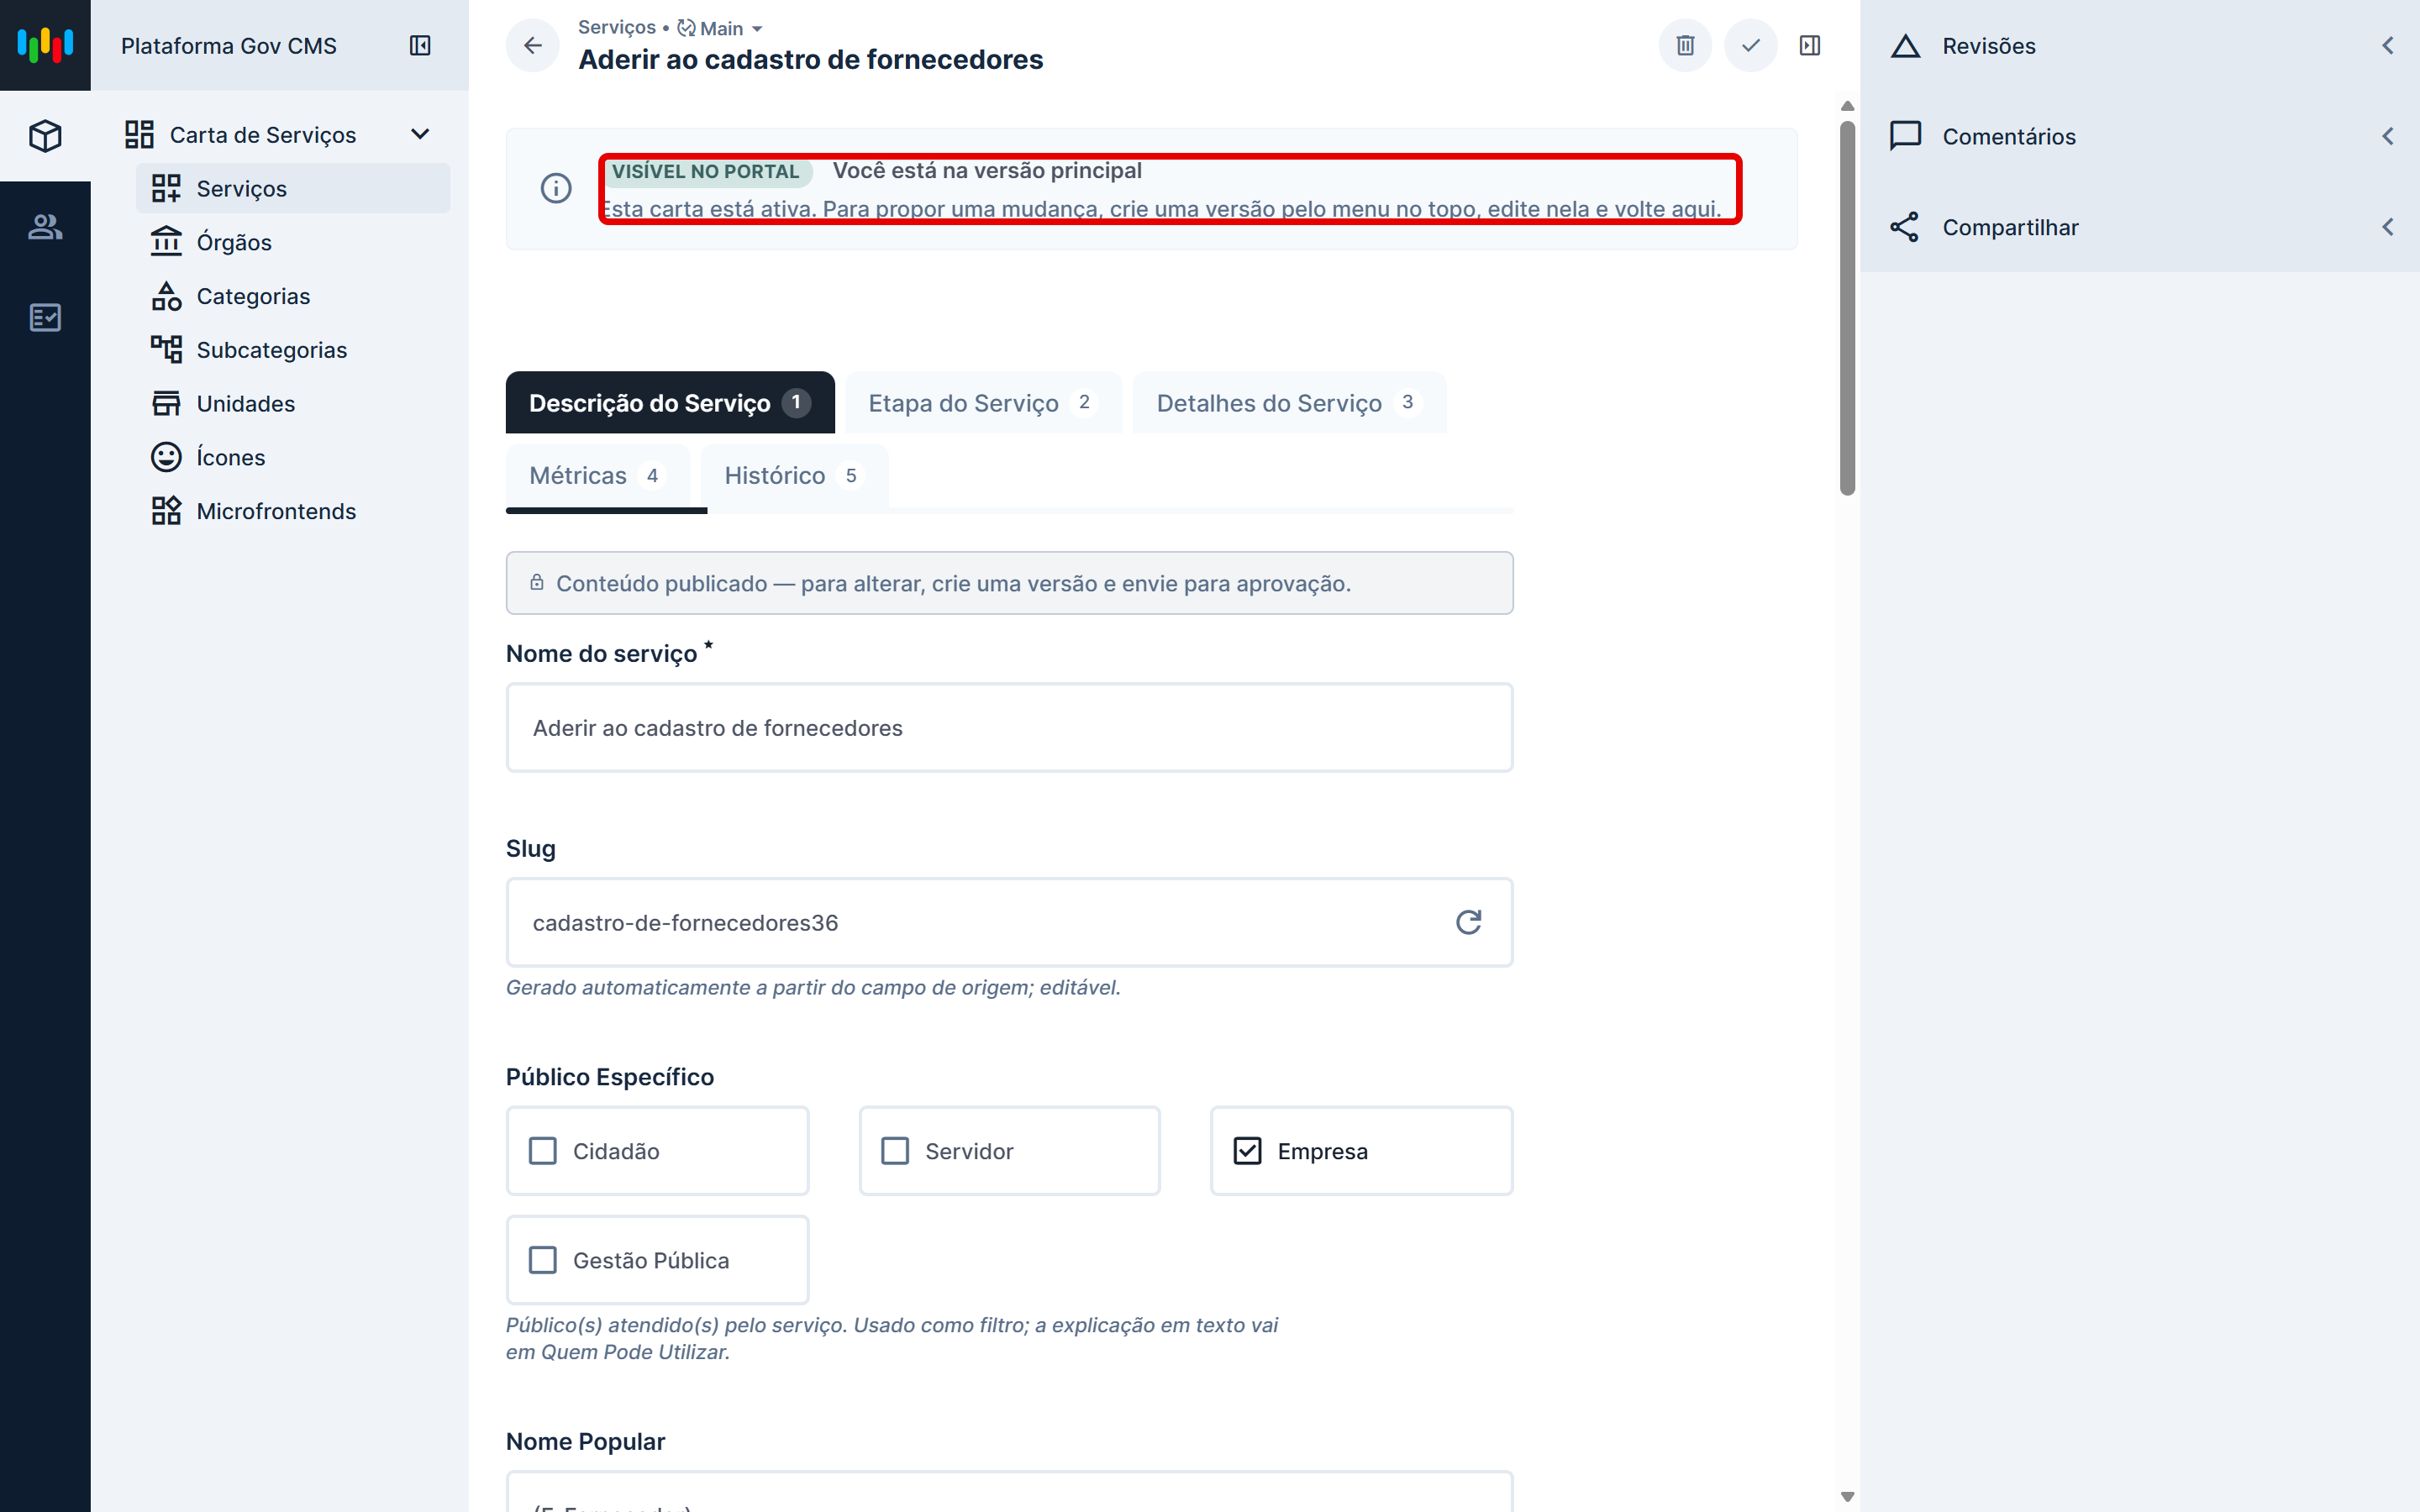 Plataforma Gov CMS
Carta de Serviços
Serviços
Órgãos
Categorias
Subcategorias
Unidades
Ícones
Microfrontends
Serviços • Main
Aderir ao cadastro de fornecedores
VISÍVEL NO PORTAL Você está na versão principal
Esta carta está ativa. Para propor uma mudança, crie uma versão pelo menu no topo, edite nela e volte aqui.
Descrição do Serviço 1
Etapa do Serviço 2
Detalhes do Serviço 3
Métricas 4
Histórico 5
Conteúdo publicado — para alterar, crie uma versão e envie para aprovação.
Nome do serviço *
Aderir ao cadastro de fornecedores
Slug
cadastro-de-fornecedores36
Gerado automaticamente a partir do campo de origem; editável.
Público Específico
Cidadão
Servidor
Empresa
Gestão Pública
Público(s) atendido(s) pelo serviço. Usado como filtro; a explicação em texto vai
em Quem Pode Utilizar.
Nome Popular
Revisões
Comentários
Compartilhar